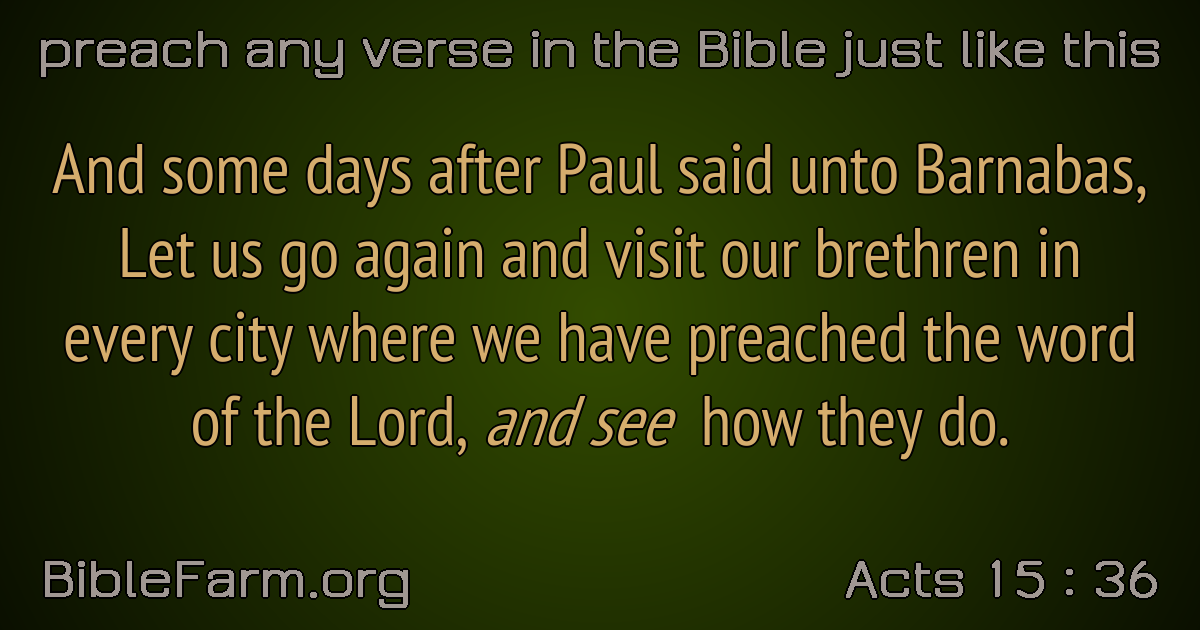 preach any verse in the Bible just like this
And some days after Paul said unto Barnabas,
Let us go again and visit our brethren in
every city where we have preached the word
of the Lord, and see how they do.
BibleFarm.org
Acts 15 : 36